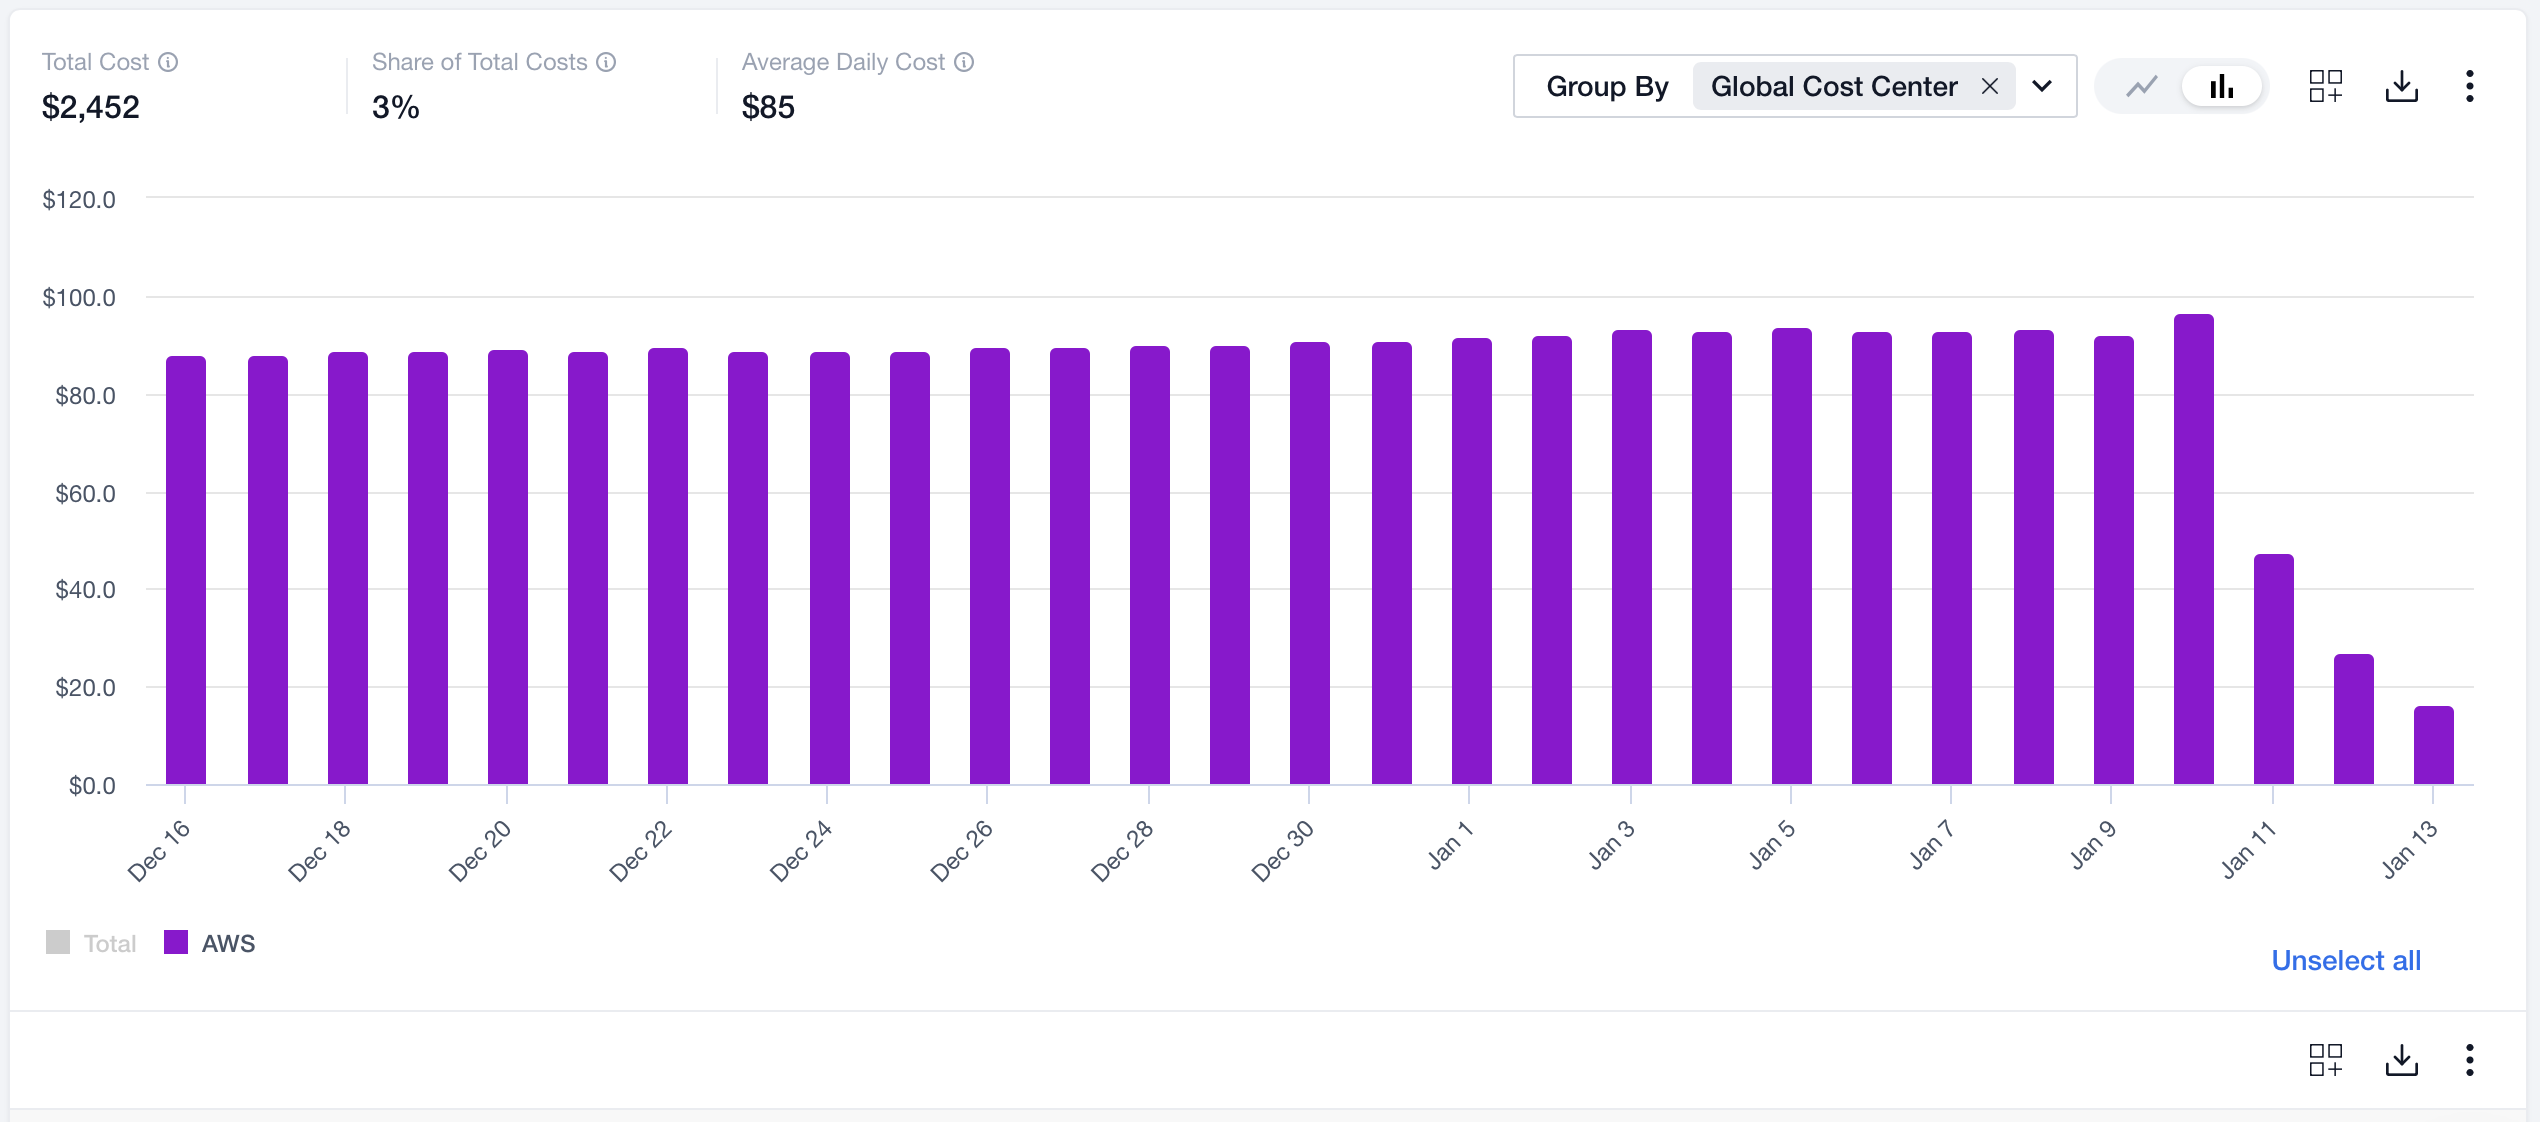 Total Cost
Share of Total Costs
Average Daily Cost
$2,452
3%
$85
Group By
Global Cost Center
$120.0
$100.0
$80.0
$60.0
$40.0
$20.0
$0.0
Dec 16
Dec 18
Dec 20
Dec 22
Dec 24
Dec 26
Dec 28
Dec 30
Jan 1
Jan 3
Jan 5
Jan 7
Jan 9
Jan 11
Jan 13
Total
AWS
Unselect all